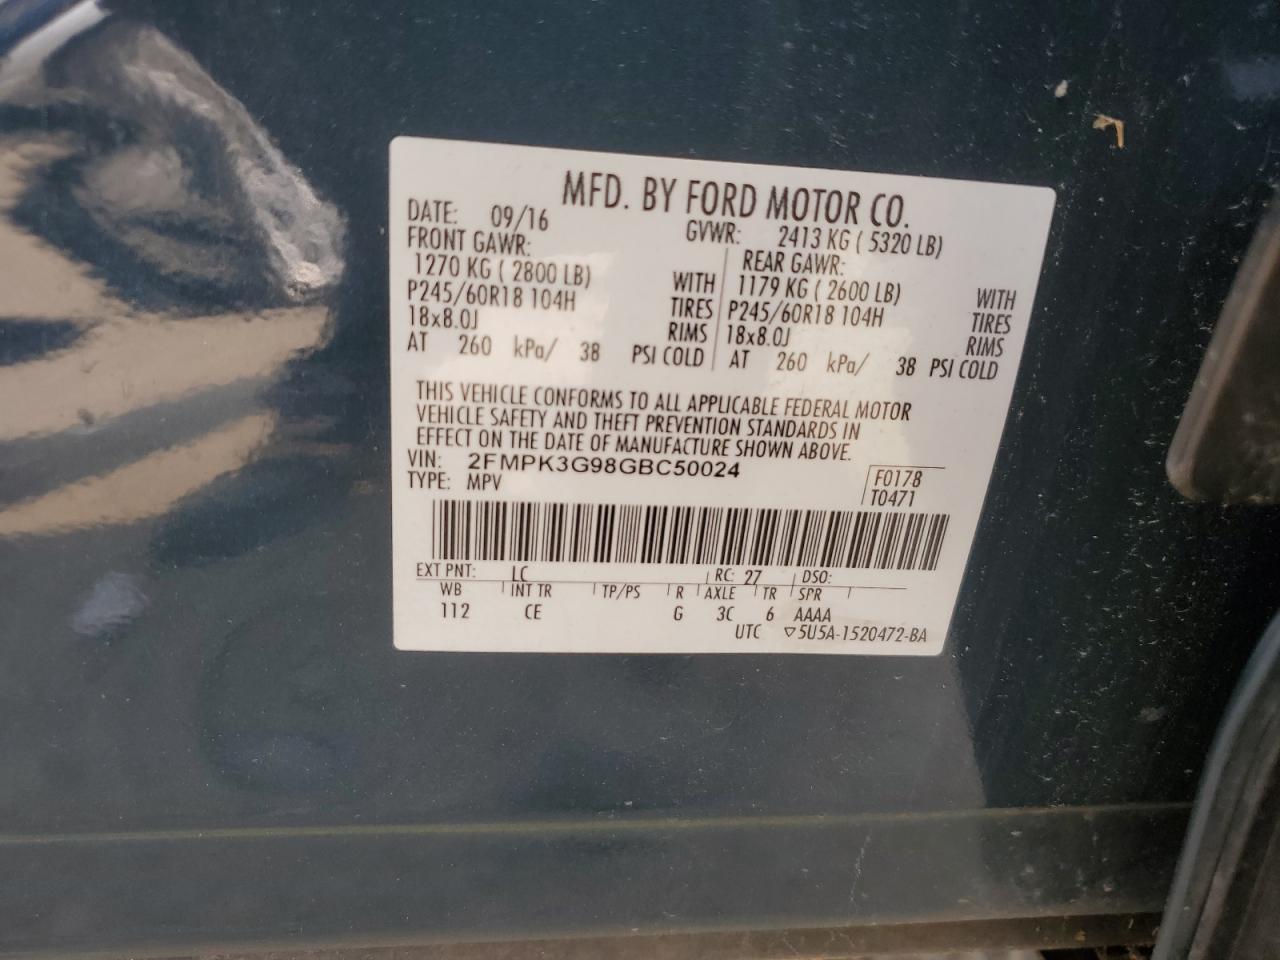 MFD. BY FORD MOTOR CO.
DATE: 09/16 GVWR: 2413 KG ( 5320 LB)
FRONT GAWR: REAR GAWR:
1270 KG ( 2800 LB) WITH 1179 KG ( 2600 LB) WITH
P245/60R18 104H TIRES P245/60R18 104H TIRES
18x8.0J RIMS 18x8.0J RIMS
AT 260 kPa/ 38 PSI COLD AT 260 kPa/ 38 PSI COLD
THIS VEHICLE CONFORMS TO ALL APPLICABLE FEDERAL MOTOR
VEHICLE SAFETY AND THEFT PREVENTION STANDARDS IN
EFFECT ON THE DATE OF MANUFACTURE SHOWN ABOVE.
VIN: 2FMPK3G98GBC50024
TYPE: MPV
F0178
T0471
EXT PNT: LC RC: 27 DSO:
WB INT TR TP/PS R AXLE TR SPR
112 CE G 3C 6 AAAA
UTC ▽5U5A-1520472-BA